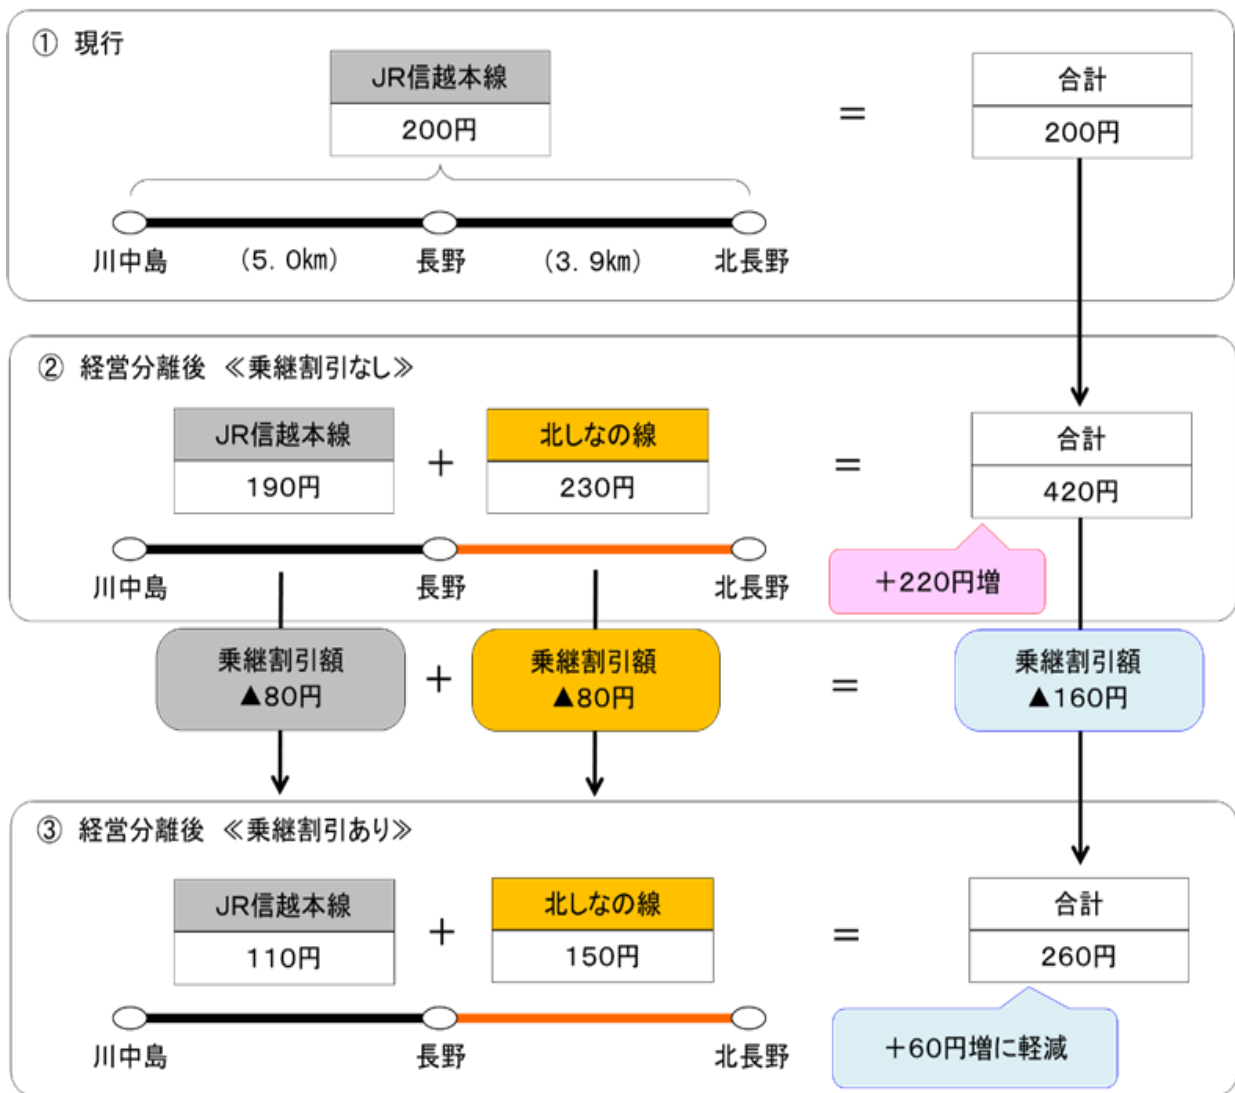 ① 現行
JR信越本線
200円
＝
合計
200円
川中島
(5.0㎞)
長野
(3.9㎞)
北長野
② 経営分離後 ≪乗継割引なし≫
JR信越本線
190円
＋
北しなの線
230円
＝
合計
420円
川中島
長野
北長野
＋220円増
乗継割引額
▲80円
＋
乗継割引額
▲80円
＝
乗継割引額
▲160円
③ 経営分離後 ≪乗継割引あり≫
JR信越本線
110円
＋
北しなの線
150円
＝
合計
260円
川中島
長野
北長野
＋60円増に軽減